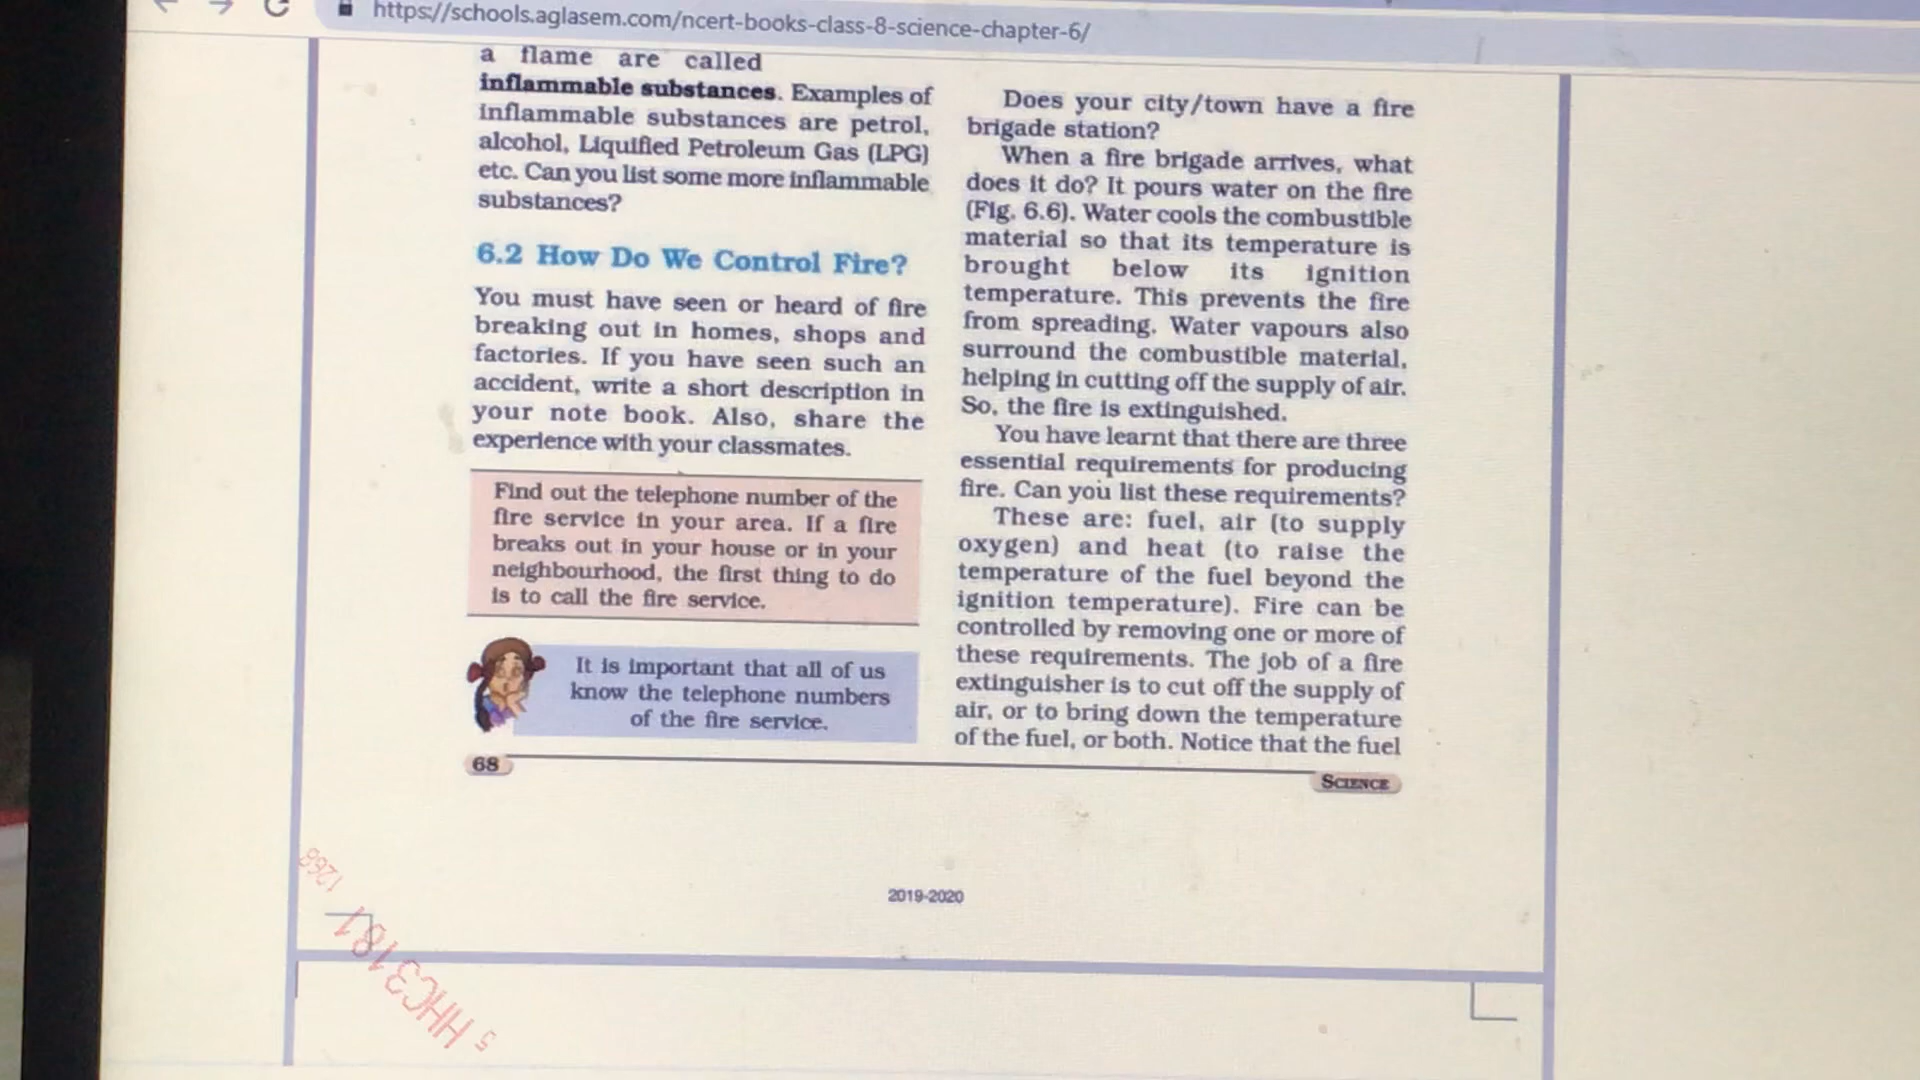 https://schools.aglasem.com/ncert-books-class-8-science-chapter-6/
a flame are called
inflammable substances. Examples of
inflammable substances are petrol,
alcohol, Liquified Petroleum Gas (LPG)
etc. Can you list some more inflammable
substances?
6.2 How Do We Control Fire?
You must have seen or heard of fire
breaking out in homes, shops and
factories. If you have seen such an
accident, write a short description in
your note book. Also, share the
experience with your classmates.
Find out the telephone number of the
fire service in your area. If a fire
breaks out in your house or in your
neighbourhood, the first thing to do
is to call the fire service.
It is important that all of us
know the telephone numbers
of the fire service.
Does your city/town have a fire
brigade station?
When a fire brigade arrives, what
does it do? It pours water on the fire
(Fig. 6.6). Water cools the combustible
material so that its temperature is
brought below its ignition
temperature. This prevents the fire
from spreading. Water vapours also
surround the combustible material,
helping in cutting off the supply of air.
So, the fire is extinguished.
You have learnt that there are three
essential requirements for producing
fire. Can you list these requirements?
These are: fuel, air (to supply
oxygen) and heat (to raise the
temperature of the fuel beyond the
ignition temperature). Fire can be
controlled by removing one or more of
these requirements. The job of a fire
extinguisher is to cut off the supply of
air, or to bring down the temperature
of the fuel, or both. Notice that the fuel
68
SCIENCE
2019-2020
1268
5 HHC3181